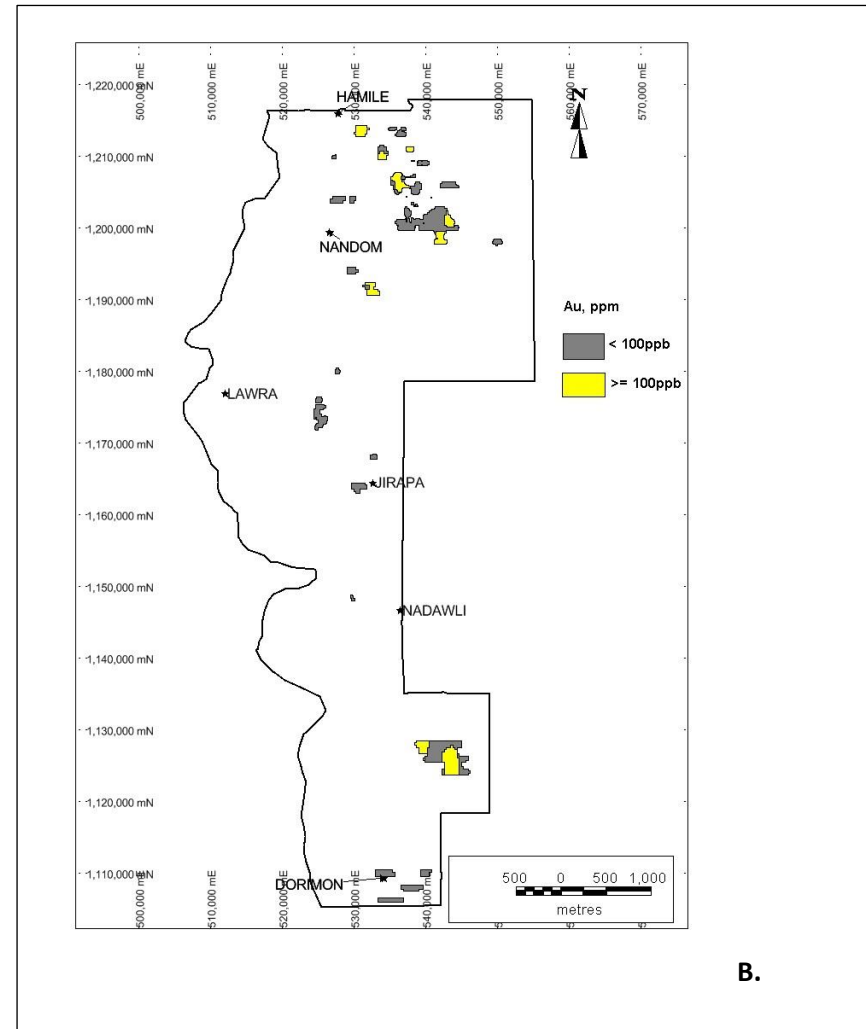 500,000 mE
510,000 mE
520,000 mE
530,000 mE
540,000 mE
550,000 mE
560,000 mE
570,000 mE
1,220,000 mN
HAMILE
N
1,210,000 mN
1,200,000 mN
NANDOM
1,190,000 mN
Au, ppm
< 100ppb
>= 100ppb
1,180,000 mN
LAWRA
1,170,000 mN
JIRAPA
1,160,000 mN
1,150,000 mN
NADAWLI
1,140,000 mN
1,130,000 mN
1,120,000 mN
1,110,000 mN
DORIMON
500 0 500 1,000
metres
500,000 mE
510,000 mE
520,000 mE
530,000 mE
540,000 mE
B.